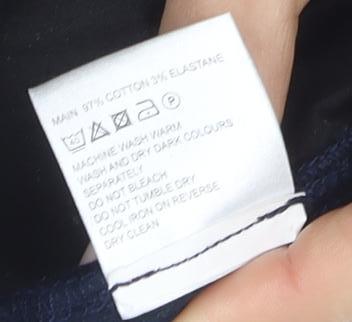 MAIN 97% COTTON 3% ELASTANE
40 P
MACHINE WASH WARM
WASH AND DRY DARK COLOURS
SEPARATELY
DO NOT BLEACH
DO NOT TUMBLE DRY
COOL IRON ON REVERSE
DRY CLEAN